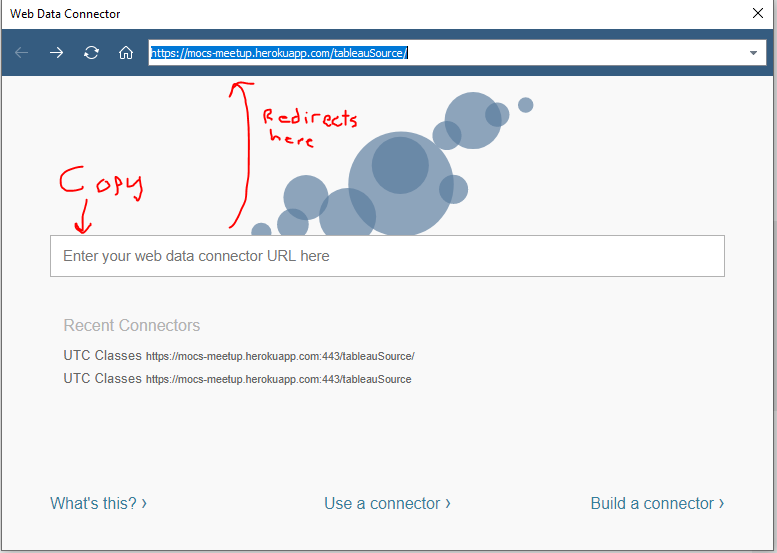 Web Data Connector
https://mocs-meetup.herokuapp.com/tableauSource/
Redirects
here
Copy
Enter your web data connector URL here
Recent Connectors
UTC Classes https://mocs-meetup.herokuapp.com:443/tableauSource/
UTC Classes https://mocs-meetup.herokuapp.com:443/tableauSource
What's this? › Use a connector › Build a connector ›